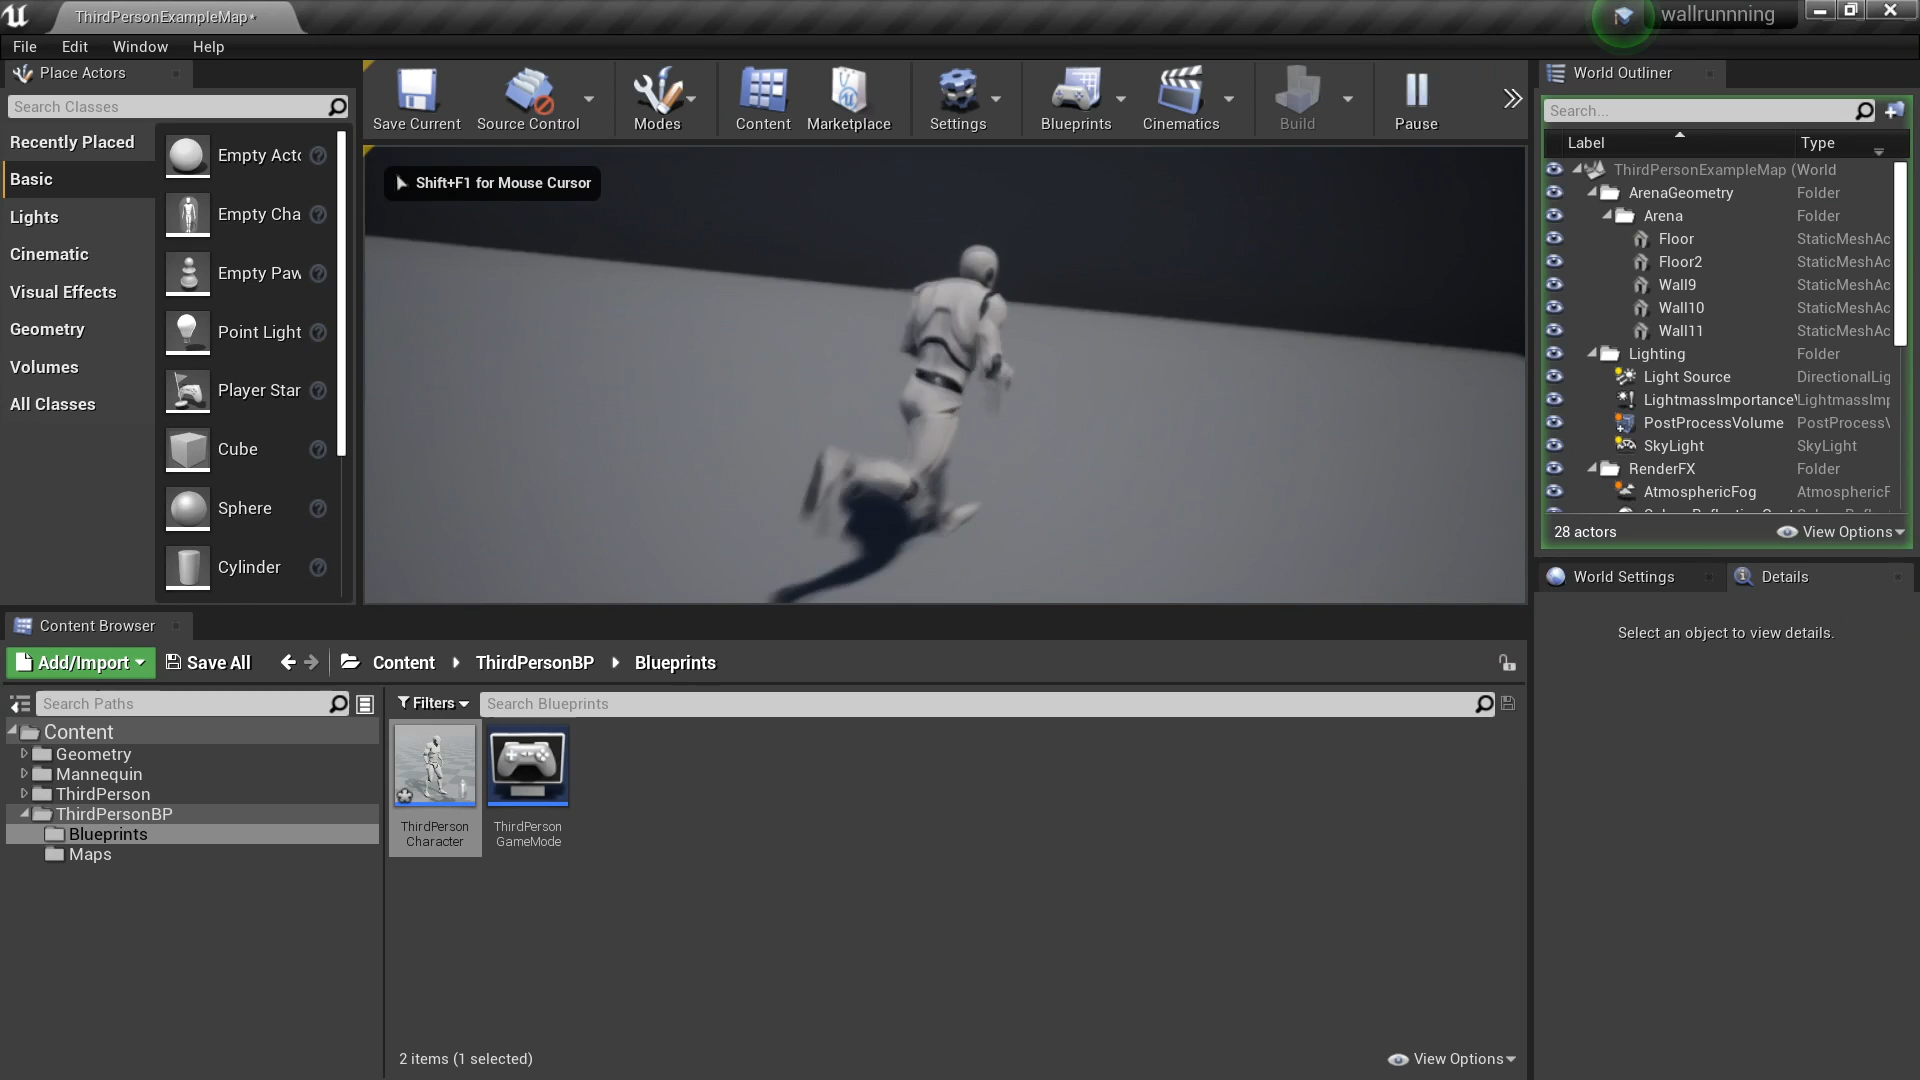 ThirdPersonExampleMap*
wallrunnning
File Edit Window Help
Place Actors
Search Classes
Recently Placed
Basic
Lights
Cinematic
Visual Effects
Geometry
Volumes
All Classes
Empty Acto
Empty Cha
Empty Paw
Point Light
Player Star
Cube
Sphere
Cylinder
Save Current
Source Control
Modes
Content
Marketplace
Settings
Blueprints
Cinematics
Build
Pause
Shift+F1 for Mouse Cursor
World Outliner
Search...
Label Type
ThirdPersonExampleMap (World
ArenaGeometry Folder
Arena Folder
Floor StaticMeshAc
Floor2 StaticMeshAc
Wall9 StaticMeshAc
Wall10 StaticMeshAc
Wall11 StaticMeshAc
Lighting Folder
Light Source DirectionalLig
LightmassImportance LightmassImp
PostProcessVolume PostProcessV
SkyLight SkyLight
RenderFX Folder
AtmosphericFog AtmosphericF
28 actors View Options
World Settings Details
Select an object to view details.
Content Browser
Add/Import Save All Content ThirdPersonBP Blueprints
Search Paths
Filters Search Blueprints
Content
Geometry
Mannequin
ThirdPerson
ThirdPersonBP
Blueprints
Maps
ThirdPerson
Character
ThirdPerson
GameMode
2 items (1 selected) View Options